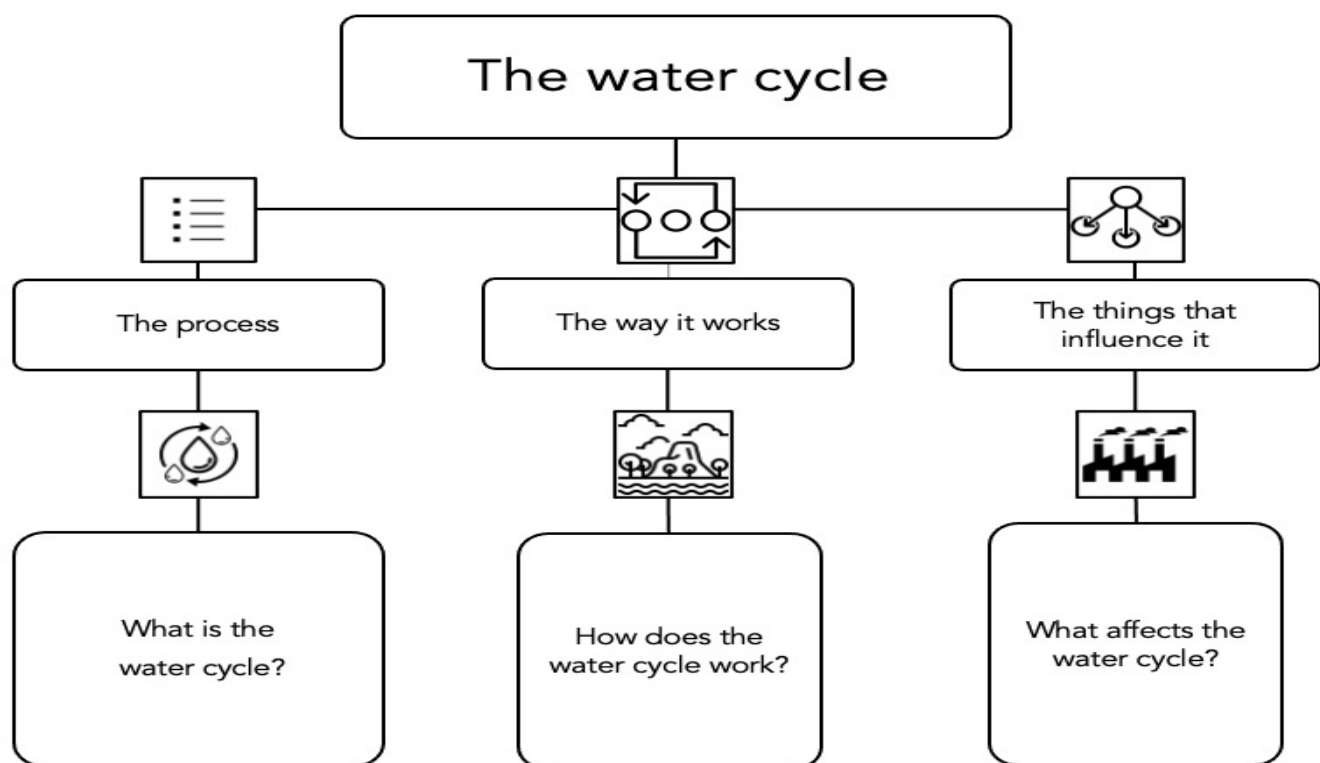 The water cycle
The process
The way it works
The things that
influence it
What is the
water cycle?
How does the
water cycle work?
What affects the
water cycle?